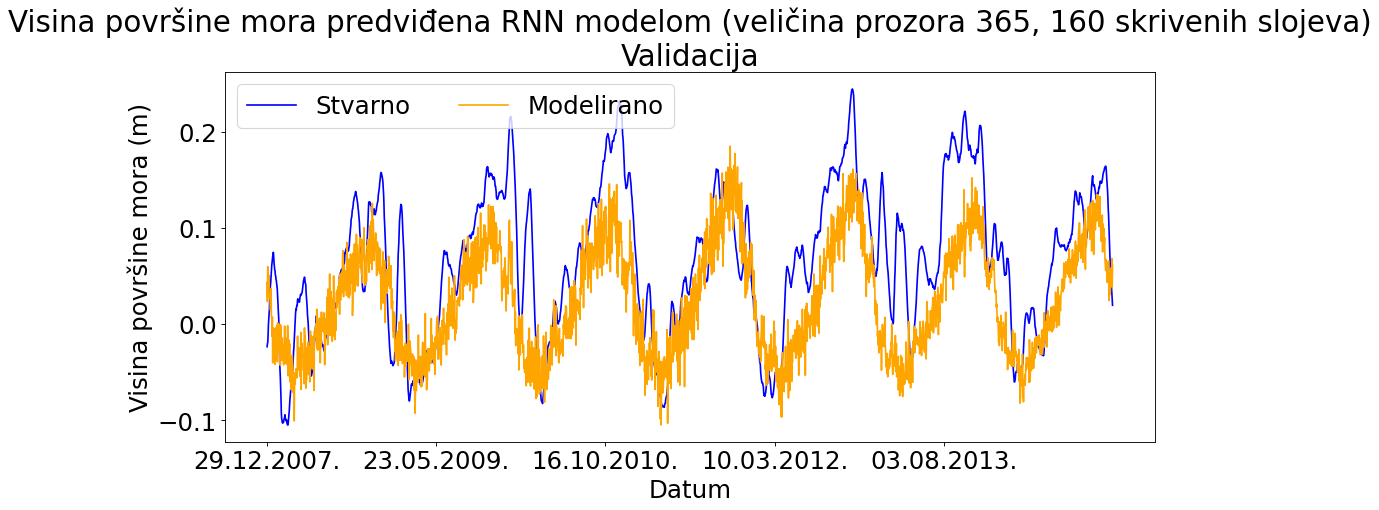 Visina površine mora predviđena RNN modelom (veličina prozora 365, 160 skrivenih slojeva)
Validacija
Stvarno Modelirano
Visina površine mora (m)
0.2
0.1
0.0
−0.1
29.12.2007. 23.05.2009. 16.10.2010. 10.03.2012. 03.08.2013.
Datum